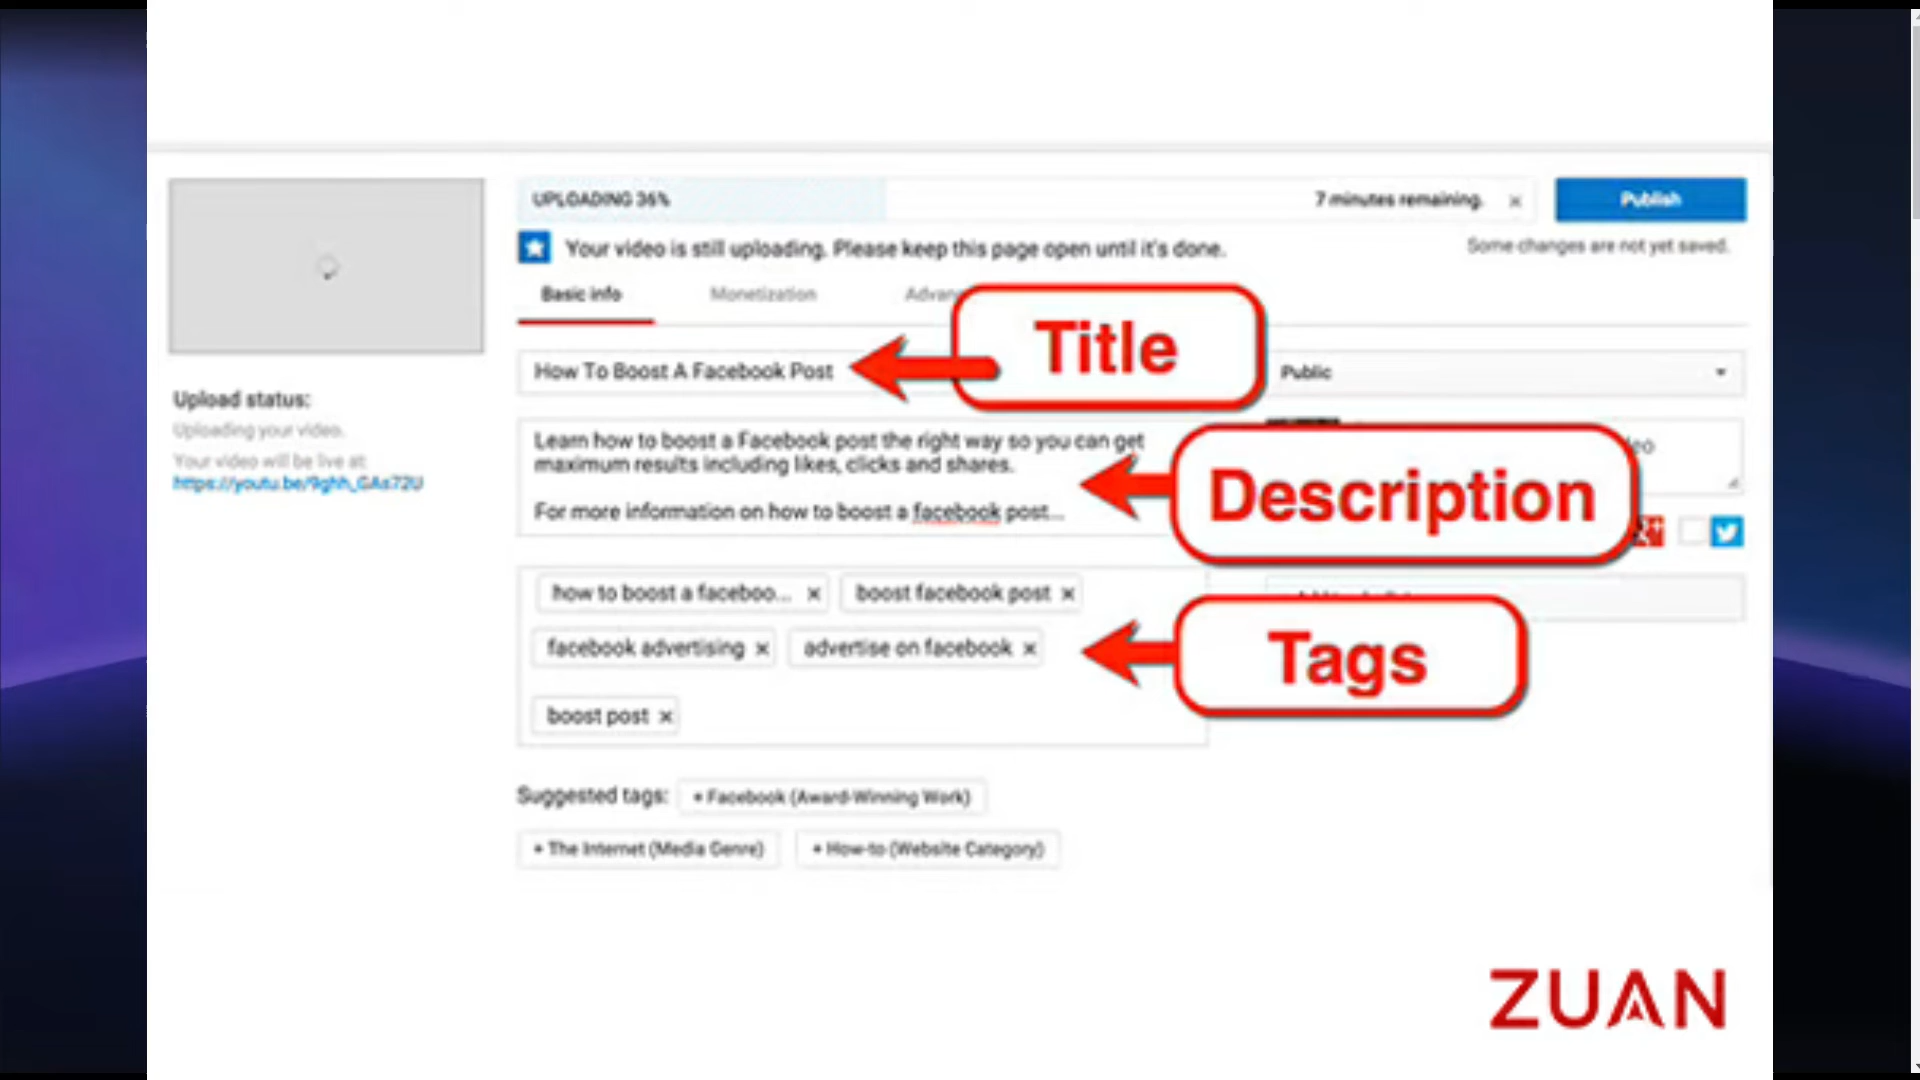 UPLOADING 36%
7 minutes remaining. ×
Publish
Your video is still uploading. Please keep this page open until it's done.
Some changes are not yet saved.
Basic info
Monetization
Title
How To Boost A Facebook Post
Public
Upload status:
Uploading your video.
Your video will be live at:
https://youtu.be/9ghh_GAs72U
Learn how to boost a Facebook post the right way so you can get
maximum results including likes, clicks and shares.
For more information on how to boost a facebook post...
Description
how to boost a faceboo... ×
boost facebook post ×
facebook advertising ×
advertise on facebook ×
Tags
boost post ×
Suggested tags:
+ Facebook (Award-Winning Work)
+ The Internet (Media Genre)
+ How-to (Website Category)
ZUAN